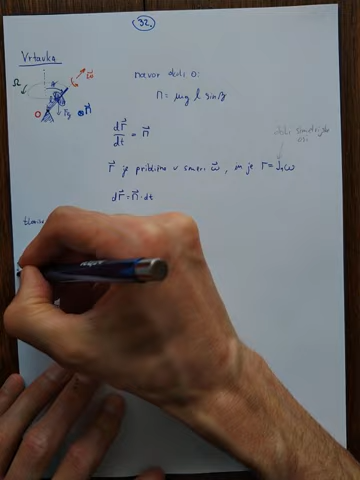 32.
Vrtavka
navor okoli O:
M = mg l sinβ
dΓ⃗/dt = M⃗
okoli simetrijske
osi
Γ⃗ je približno v smeri ω⃗, in je Γ = J₁ω
dΓ⃗ = M⃗·dt